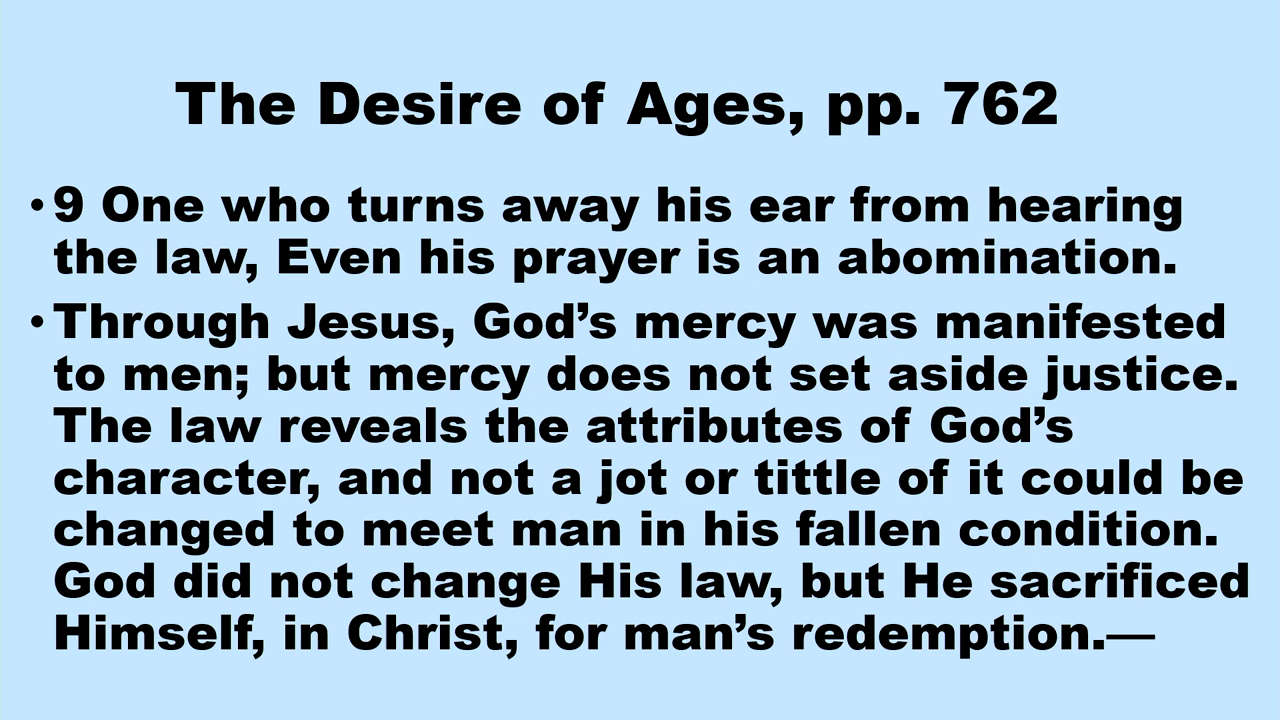 The Desire of Ages, pp. 762
•9 One who turns away his ear from hearing
the law, Even his prayer is an abomination.
•Through Jesus, God’s mercy was manifested
to men; but mercy does not set aside justice.
The law reveals the attributes of God’s
character, and not a jot or tittle of it could be
changed to meet man in his fallen condition.
God did not change His law, but He sacrificed
Himself, in Christ, for man’s redemption.—